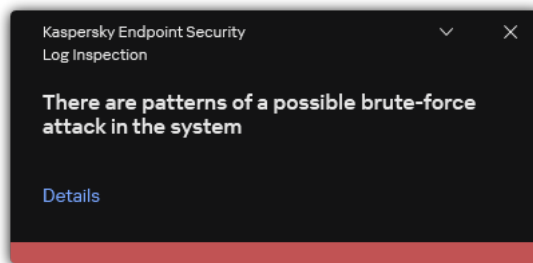 Kaspersky Endpoint Security
Log Inspection
There are patterns of a possible brute-force
attack in the system
Details